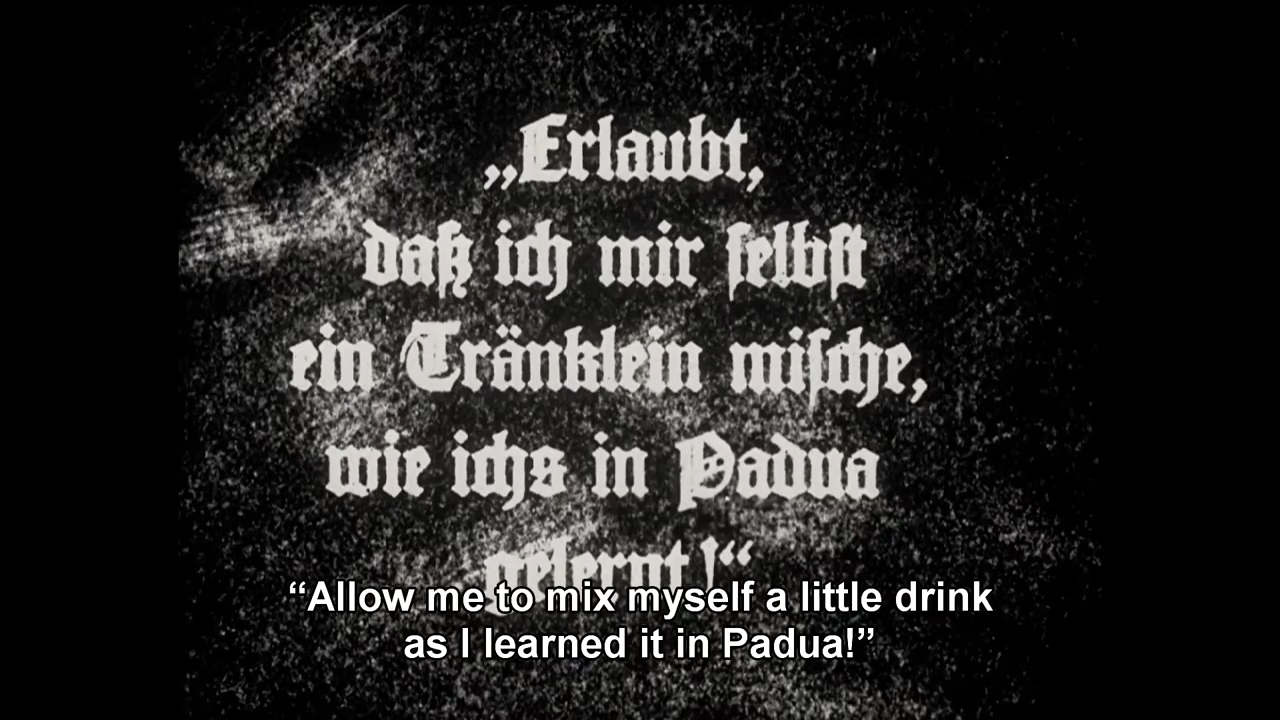 „Erlaubt,
daß ich mir selbst
ein Tränklein mische,
wie ichs in Padua
gelernt!“
“Allow me to mix myself a little drink
as I learned it in Padua!”